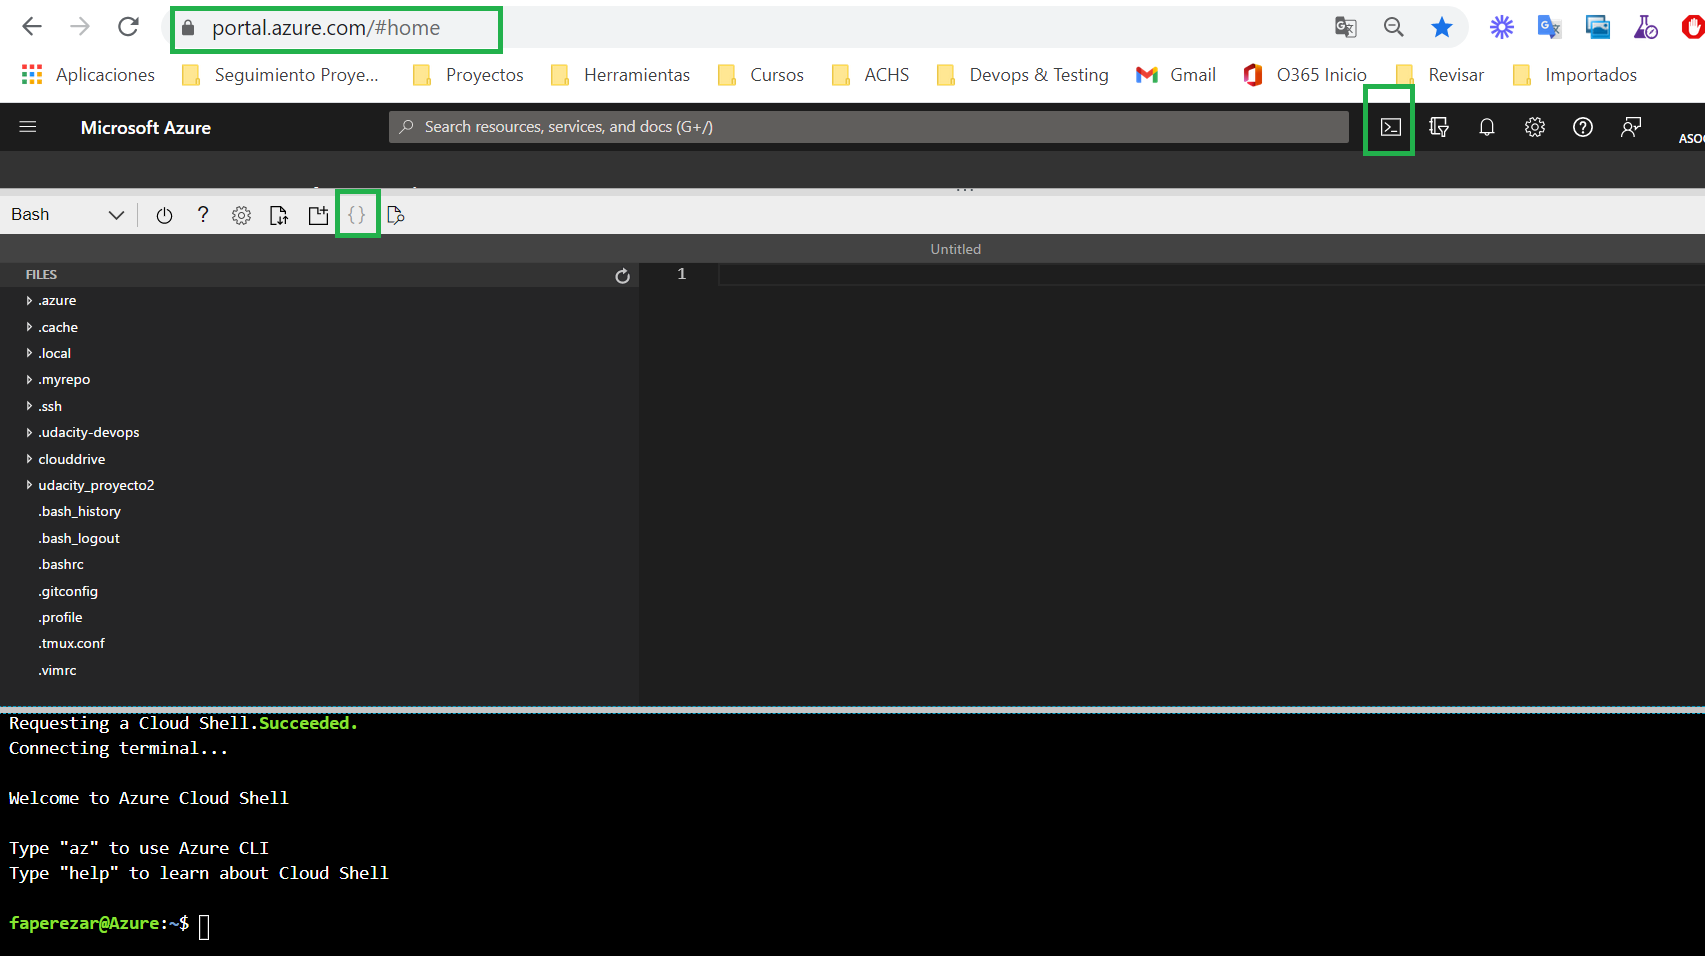 portal.azure.com/#home
Aplicaciones Seguimiento Proye... Proyectos Herramientas Cursos ACHS Devops & Testing Gmail O365 Inicio Revisar Importados
Microsoft Azure Search resources, services, and docs (G+/) ASO
Bash ? {}
Untitled
FILES 1
.azure
.cache
.local
.myrepo
.ssh
.udacity-devops
clouddrive
udacity_proyecto2
.bash_history
.bash_logout
.bashrc
.gitconfig
.profile
.tmux.conf
.vimrc
Requesting a Cloud Shell.Succeeded.
Connecting terminal...
Welcome to Azure Cloud Shell
Type "az" to use Azure CLI
Type "help" to learn about Cloud Shell
faperezar@Azure:~$